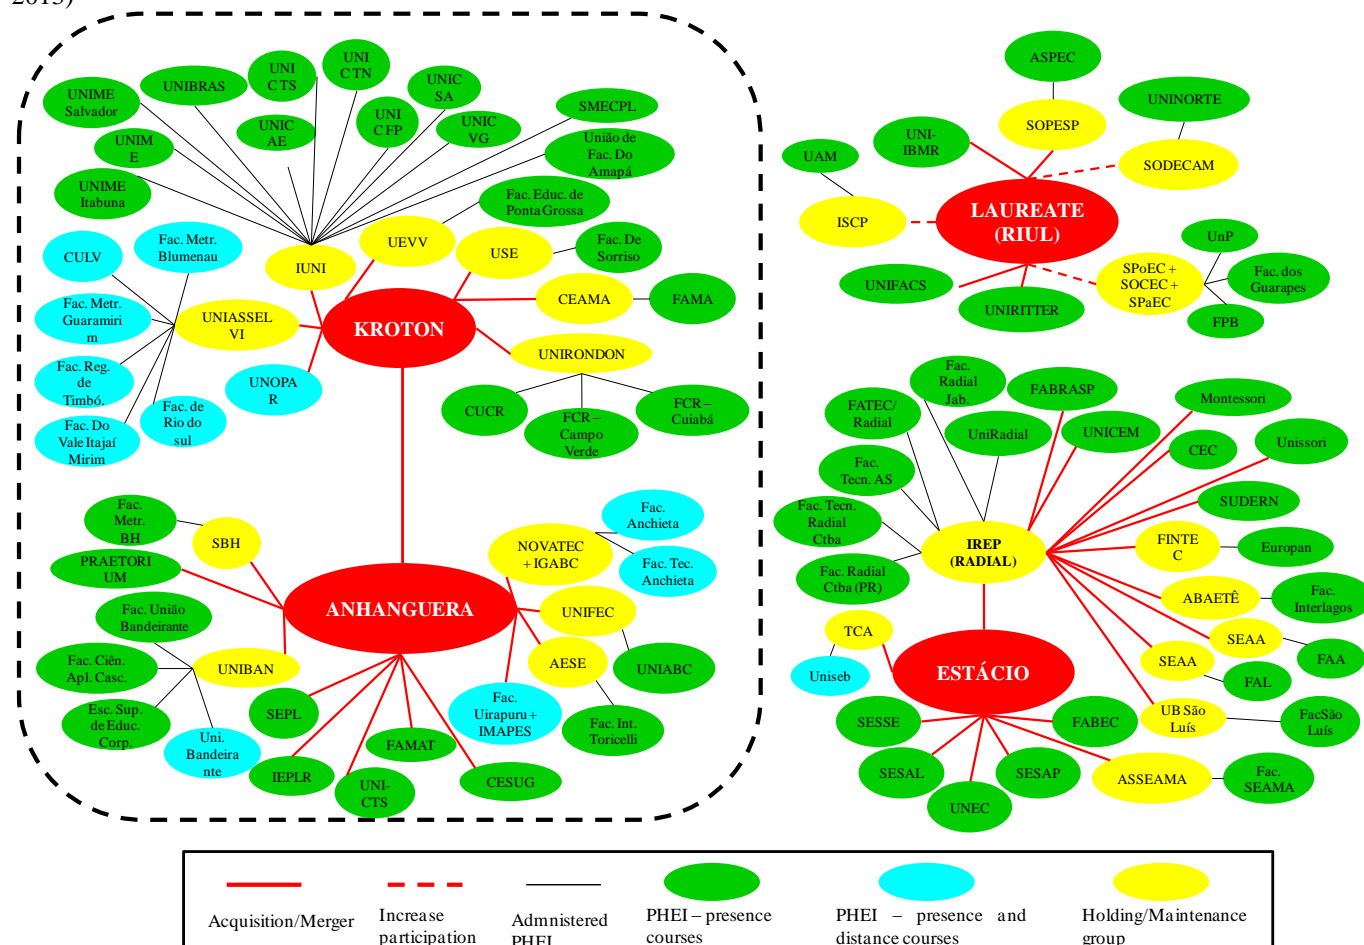 2013)
UNIME
Salvador
UNIBRAS
UNI
CTS
UNI
CTN
UNIC
SA
SMECPL
UNIM
E
UNIC
AE
UNI
CFP
UNIC
VG
União de
Fac. Do
Amapá
UNIME
Itabuna
Fac. Educ. de
Ponta Grossa
CULV
Fac. Metr.
Blumenau
IUNI
UEVV
USE
Fac. De
Sorriso
Fac. Metr.
Guaramiri
m
UNIASSEL
VI
KROTON
CEAMA
FAMA
Fac. Reg.
de
Timbó.
UNOPA
R
UNIRONDON
Fac. Do
Vale Itajaí
Mirim
Fac. de
Rio do
sul
CUCR
FCR –
Campo
Verde
FCR –
Cuiabá
Fac.
Metr.
BH
SBH
NOVATEC
+ IGABC
Fac.
Anchieta
PRAETORI
UM
Fac. Tec.
Anchieta
Fac. União
Bandeirante
ANHANGUERA
UNIFEC
Fac. Ciên.
Apl. Casc.
UNIBAN
AESE
UNIABC
Esc. Sup.
de Educ.
Corp.
Uni.
Bandeira
nte
SEPL
Fac.
Uirapuru +
IMAPES
Fac. Int.
Toricelli
IEPLR
UNI-
CTS
FAMAT
CESUG
ASPEC
UNINORTE
SOPESP
UNI-
IBMR
UAM
SODECAM
ISCP
LAUREATE
(RIUL)
UnP
SPoEC +
SOCEC +
SPaEC
Fac. dos
Guarapes
UNIFACS
UNIRITTER
FPB
Fac.
Radial
Jab.
FABRASP
Montessori
FATEC/
Radial
UniRadial
UNICEM
CEC
Unissori
Fac.
Tecn. AS
SUDERN
Fac. Tecn.
Radial
Ctba
IREP
(RADIAL)
FINTE
C
Europan
Fac. Radial
Ctba (PR)
ABAETÊ
Fac.
Interlagos
TCA
SEAA
FAA
Uniseb
ESTÁCIO
SEAA
FAL
SESSE
FABEC
UB São
Luís
FacSão
Luís
SESAL
UNEC
SESAP
ASSEAMA
Fac.
SEAMA
Acquisition/Merger
Increase
participation
Admnistered
PHEI
PHEI – presence
courses
PHEI – presence and
distance courses
Holding/Maintenance
group